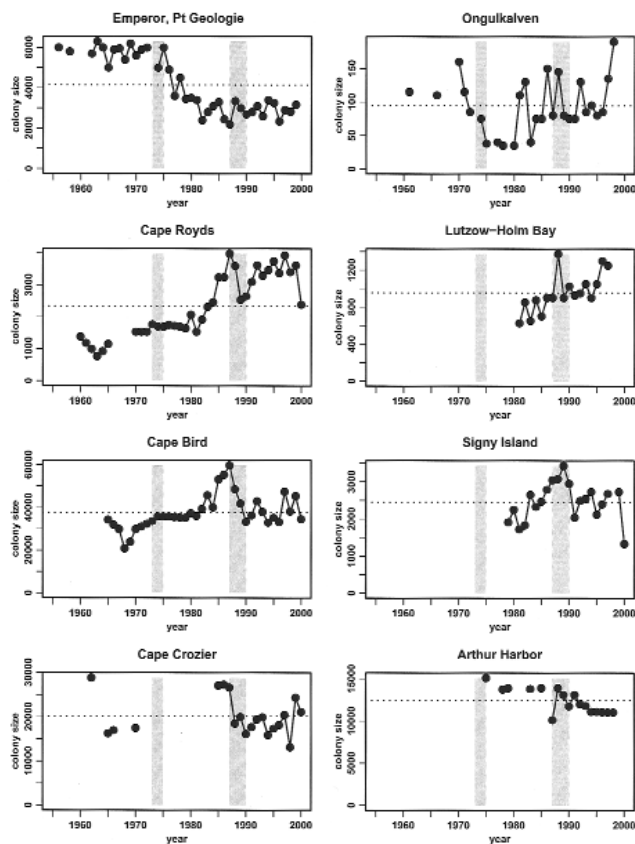 Emperor, Pt Geologie
colony size
0 2000 4000 6000
1960 1970 1980 1990 2000
year
Ongulkalven
colony size
0 50 100 150
1960 1970 1980 1990 2000
year
Cape Royds
colony size
0 1000 3000
1960 1970 1980 1990 2000
year
Lutzow-Holm Bay
colony size
0 400 800 1200
1960 1970 1980 1990 2000
year
Cape Bird
colony size
0 20000 40000 60000
1960 1970 1980 1990 2000
year
Signy Island
colony size
0 1000 2000 3000
1960 1970 1980 1990 2000
year
Cape Crozier
colony size
0 10000 20000 30000
1960 1970 1980 1990 2000
year
Arthur Harbor
colony size
0 5000 10000 15000
1960 1970 1980 1990 2000
year